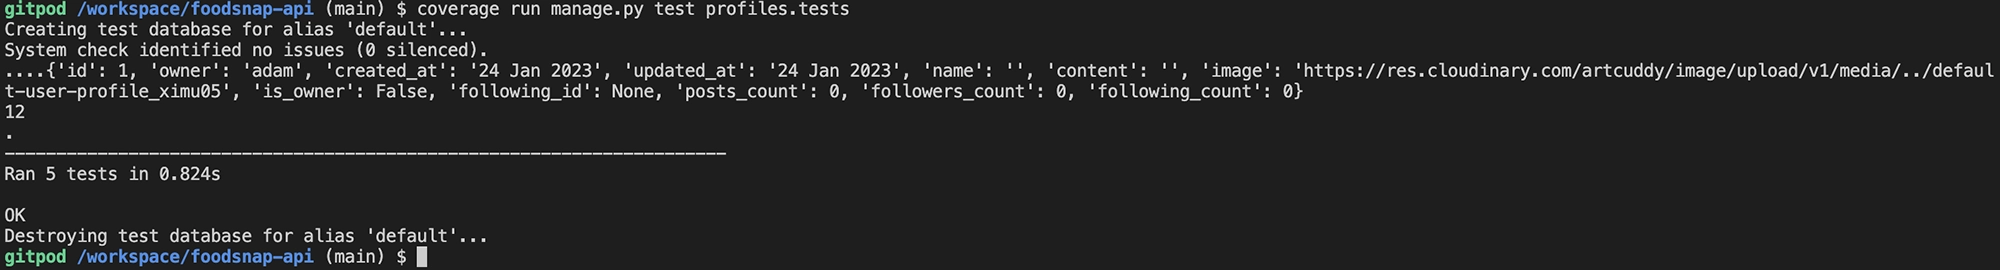 gitpod /workspace/foodsnap-api (main) $ coverage run manage.py test profiles.tests
Creating test database for alias 'default'...
System check identified no issues (0 silenced).
....{'id': 1, 'owner': 'adam', 'created_at': '24 Jan 2023', 'updated_at': '24 Jan 2023', 'name': '', 'content': '', 'image': 'https://res.cloudinary.com/artcuddy/image/upload/v1/media/../defaul
t-user-profile_ximu05', 'is_owner': False, 'following_id': None, 'posts_count': 0, 'followers_count': 0, 'following_count': 0}
12
.
----------------------------------------------------------------------
Ran 5 tests in 0.824s

OK
Destroying test database for alias 'default'...
gitpod /workspace/foodsnap-api (main) $